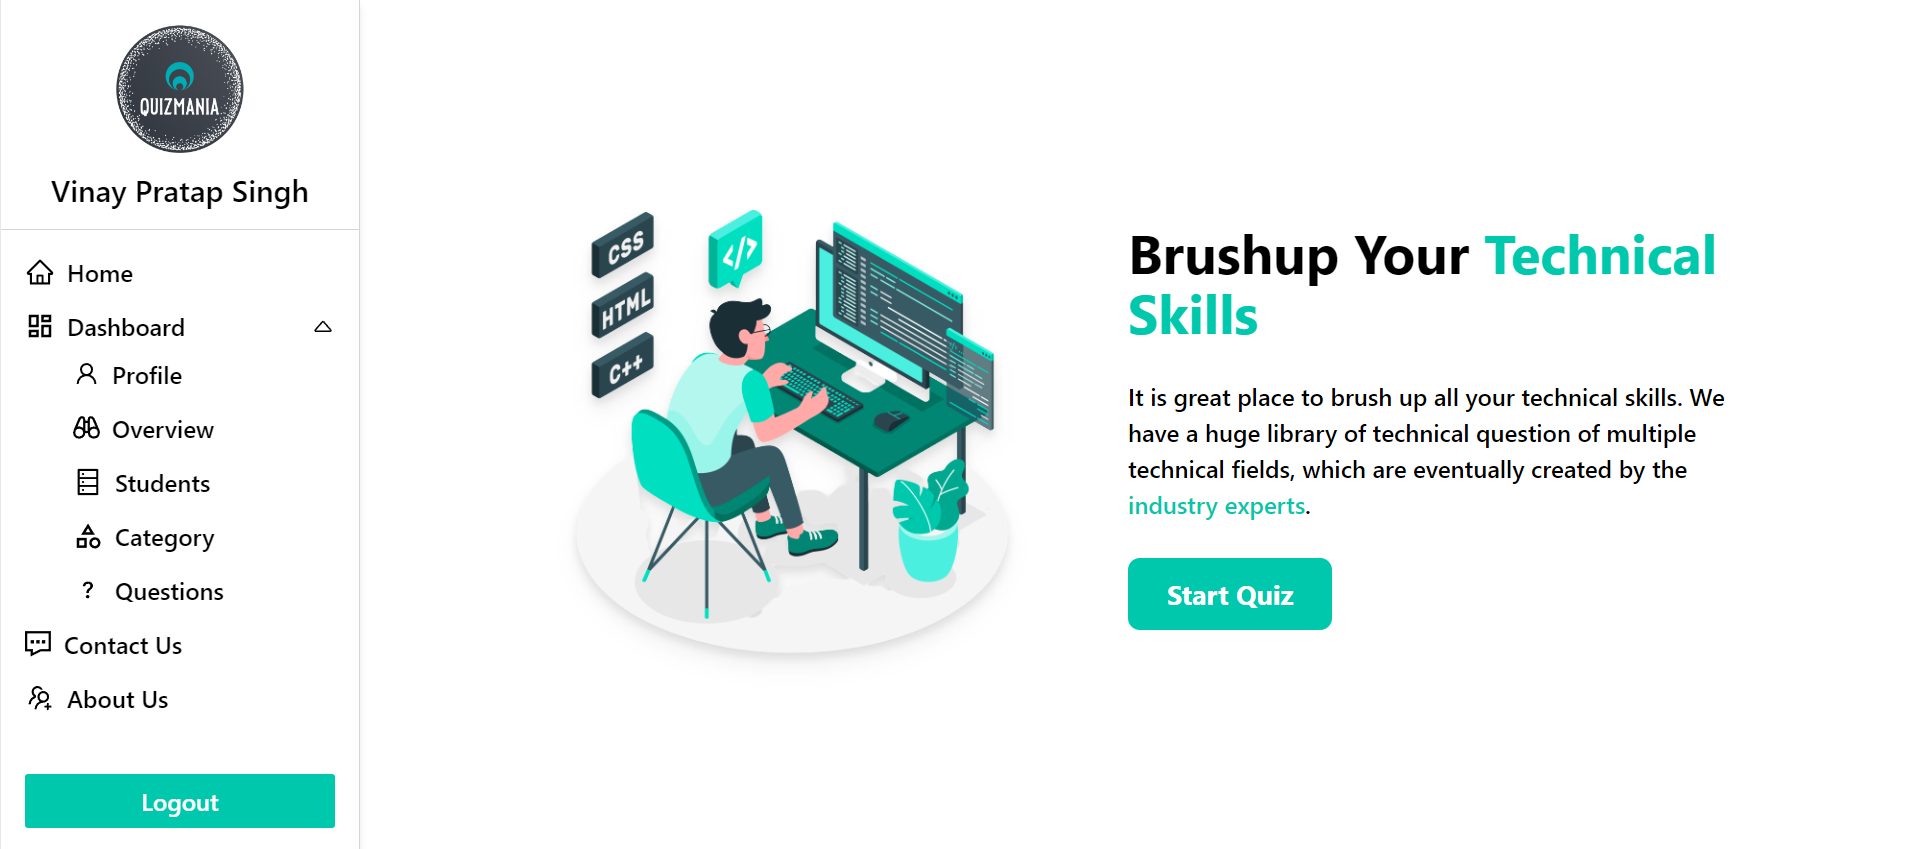 QUIZMANIA
Vinay Pratap Singh
Home
Dashboard
Profile
Overview
Students
Category
? Questions
Contact Us
About Us
Logout
CSS
</>
HTML
C++
Brushup Your Technical
Skills
It is great place to brush up all your technical skills. We
have a huge library of technical question of multiple
technical fields, which are eventually created by the
industry experts.
Start Quiz